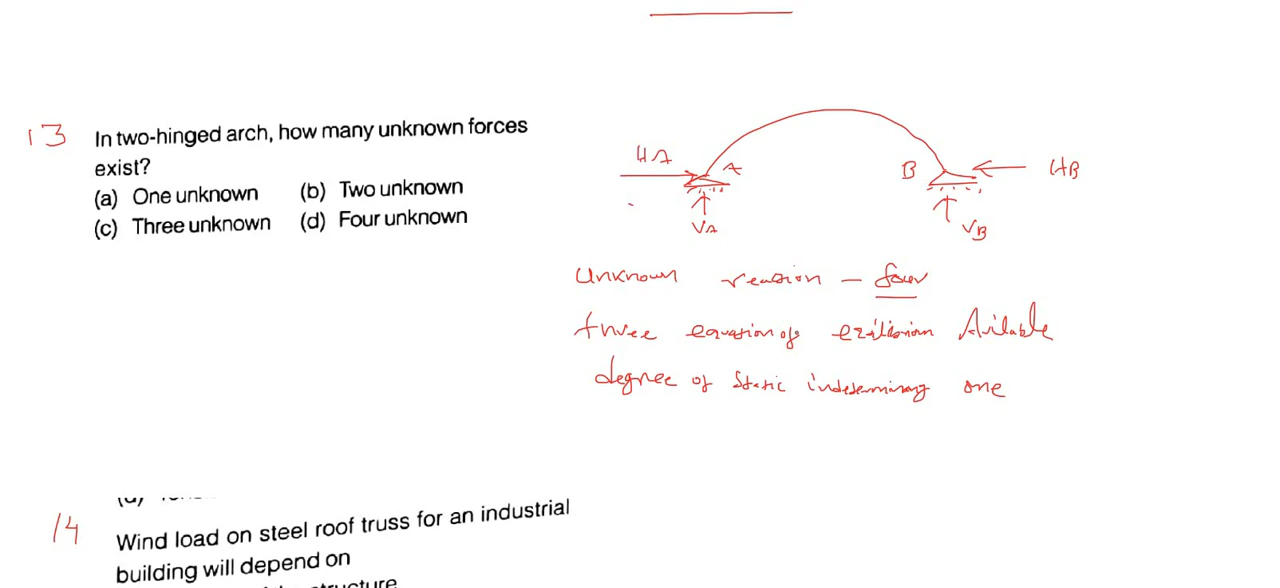 13 In two-hinged arch, how many unknown forces
exist?
(a) One unknown (b) Two unknown
(c) Three unknown (d) Four unknown
HA A B HB
VA VB
Unknown reaction - four
three equation of Available
degree of static one
14 Wind load on steel roof truss for an industrial
building will depend on
structure